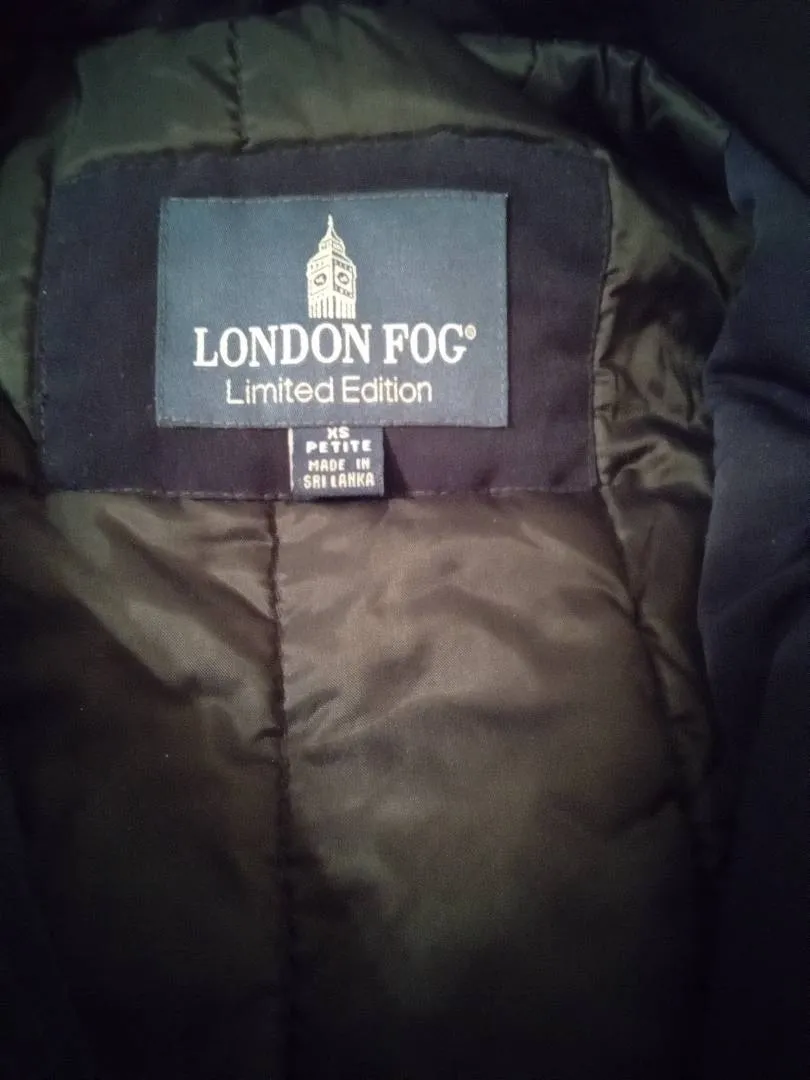 LONDON FOG®
Limited Edition
XS
PETITE
MADE IN
SRI LANKA